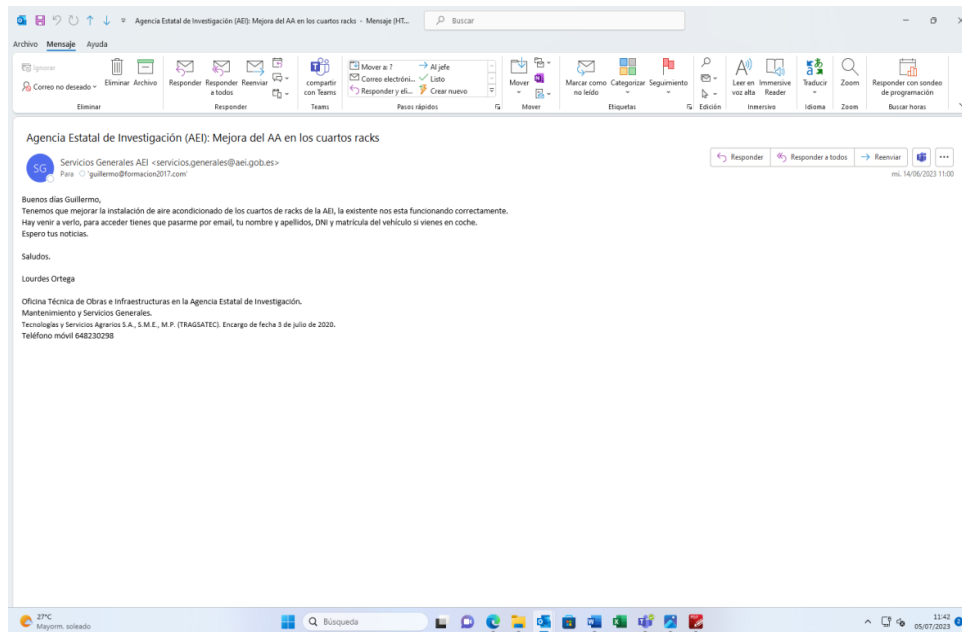 Agencia Estatal de Investigación (AEI): Mejora del AA en los cuartos racks - Mensaje (HT...
Buscar
Archivo Mensaje Ayuda
Ignorar
Correo no deseado
Eliminar
Archivo
Responder
Responder a todos
Reenviar
compartir con Teams
Mover a: ?
Al jefe
Correo electróni...
Listo
Responder y eli...
Crear nuevo
Mover
Marcar como no leído
Categorizar
Seguimiento
Leer en voz alta
Immersive Reader
Traducir
Zoom
Responder con sondeo de programación
Eliminar
Responder
Teams
Pasos rápidos
Mover
Etiquetas
Edición
Inmersivo
Idioma
Zoom
Buscar horas
Agencia Estatal de Investigación (AEI): Mejora del AA en los cuartos racks
SG
Servicios Generales AEI <servicios.generales@aei.gob.es>
Para 'guillermo@formacion2017.com'
Responder
Responder a todos
Reenviar
mi. 14/06/2023 11:00
Buenos días Guillermo,
Tenemos que mejorar la instalación de aire acondicionado de los cuartos de racks de la AEI, la existente nos esta funcionando correctamente.
Hay venir a verlo, para acceder tienes que pasarme por email, tu nombre y apellidos, DNI y matrícula del vehículo si vienes en coche.
Espero tus noticias.
Saludos.
Lourdes Ortega
Oficina Técnica de Obras e Infraestructuras en la Agencia Estatal de Investigación.
Mantenimiento y Servicios Generales.
Tecnologías y Servicios Agrarios S.A., S.M.E., M.P. (TRAGSATEC). Encargo de fecha 3 de julio de 2020.
Teléfono móvil 648230298
27°C
Mayorm. soleado
Búsqueda
11:42
05/07/2023
2